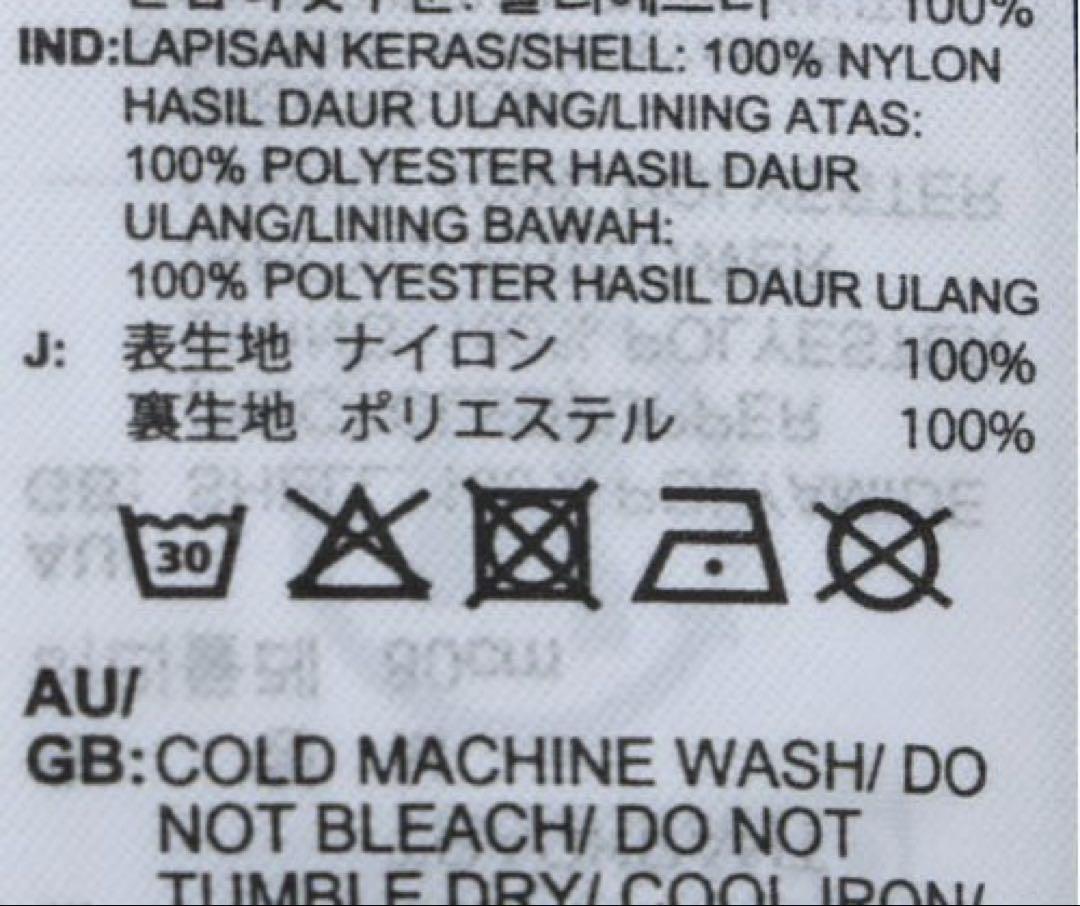 100%
IND:LAPISAN KERAS/SHELL: 100% NYLON
HASIL DAUR ULANG/LINING ATAS:
100% POLYESTER HASIL DAUR
ULANG/LINING BAWAH:
100% POLYESTER HASIL DAUR ULANG
J: 表生地 ナイロン 100%
裏生地 ポリエステル 100%
30
AU/
GB:COLD MACHINE WASH/ DO
NOT BLEACH/ DO NOT
TUMBLE DRY/ COOL IRON/